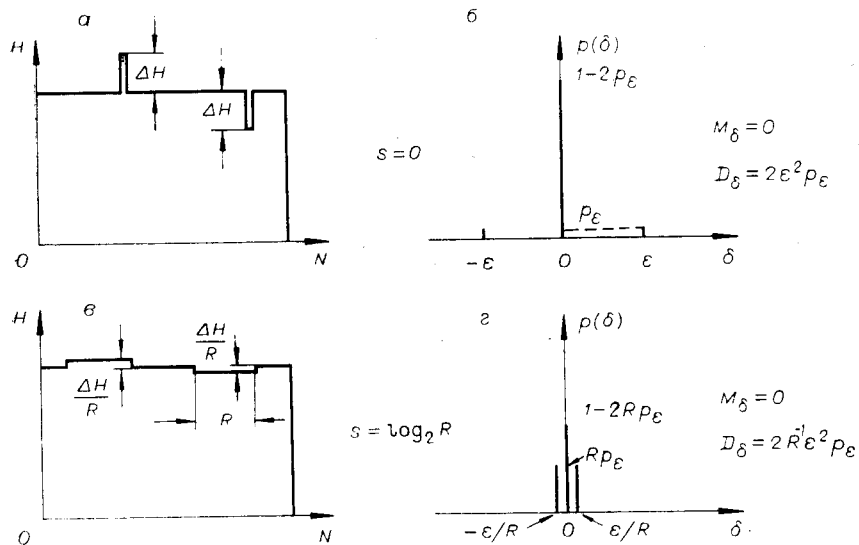 а
H
ΔH
ΔH
O
N
s=0
б
p(δ)
1-2pε
pε
-ε
0
ε
δ
Mδ=0
Dδ=2ε²pε
в
H
ΔH/R
ΔH/R
R
O
N
s=log₂R
г
p(δ)
1-2Rpε
Rpε
-ε/R
0
ε/R
δ
Mδ=0
Dδ=2R⁻¹ε²pε